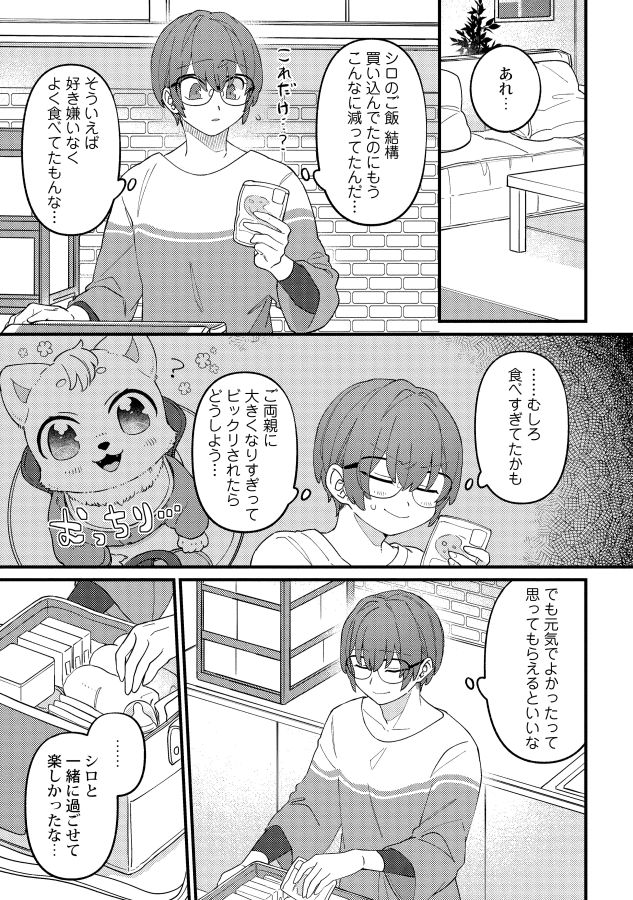 あれ…
シロのご飯 結構
買い込んでたのにもう
こんなに減ってたんだ…
これだけ…?
そういえば
好き嫌いなく
よく食べてたもんな…
……むしろ
食べすぎてたかも
ご両親に
大きくなりすぎって
ビックリされたら
どうしよう…
?
むっちり…
でも元気でよかったって
思ってもらえるといいな
……
シロと
一緒に過ごせて
楽しかったな…